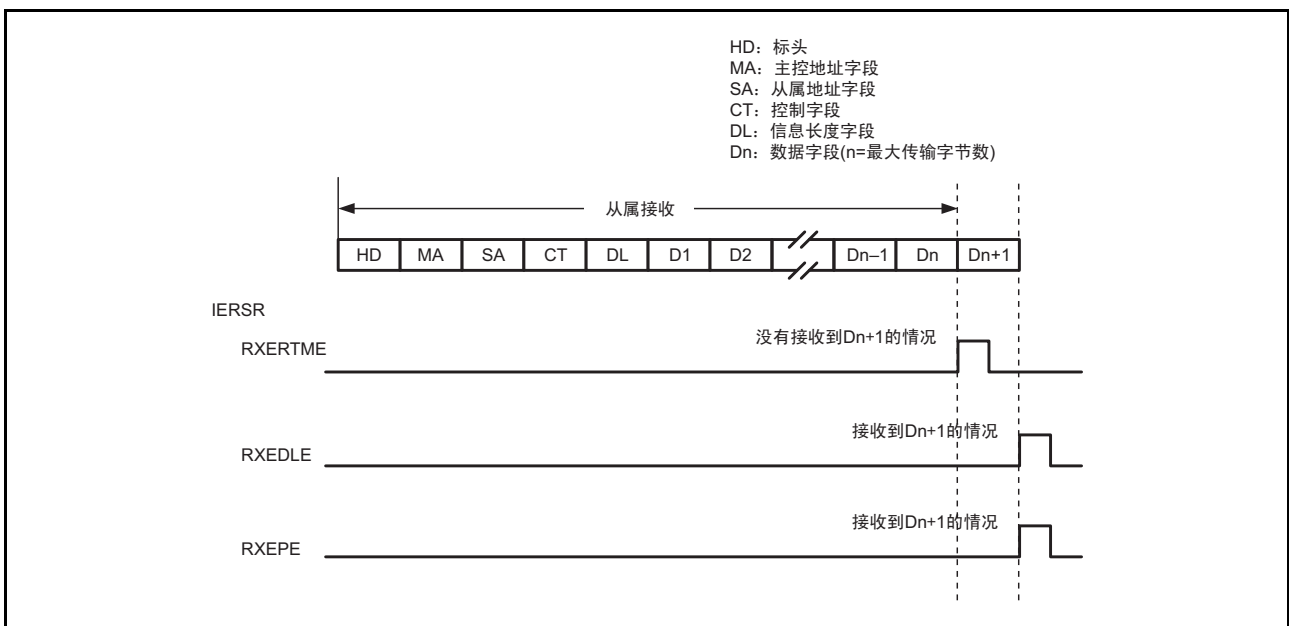 HD：标头
MA：主控地址字段
SA：从属地址字段
CT：控制字段
DL：信息长度字段
Dn：数据字段(n=最大传输字节数)
从属接收
HD MA SA CT DL D1 D2 Dn–1 Dn Dn+1
IERSR
没有接收到Dn+1的情况
RXERTME
接收到Dn+1的情况
RXEDLE
接收到Dn+1的情况
RXEPE